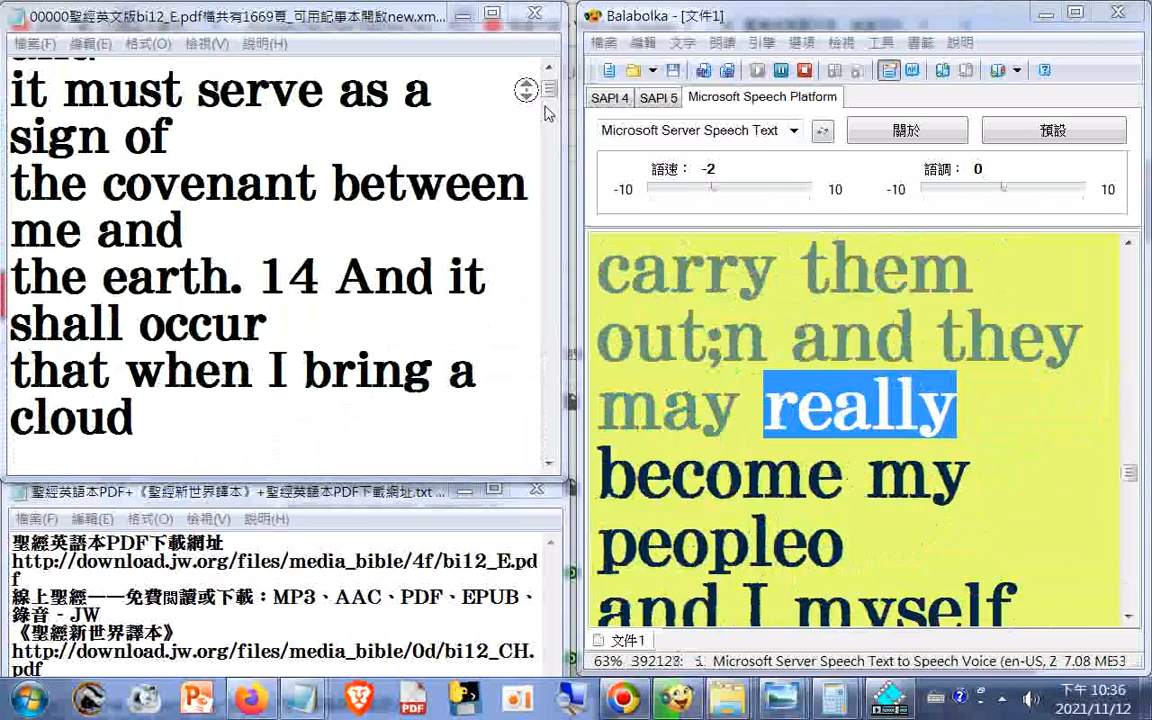 00000聖經英文版bi12_E.pdf檔共有1669頁_可用記事本開啟new.xm...
檔案(F) 編輯(E) 格式(O) 檢視(V) 說明(H)
it must serve as a
sign of
the covenant between
me and
the earth. 14 And it
shall occur
that when I bring a
cloud
聖經英語本PDF+《聖經新世界譯本》+聖經英語本PDF下載網址.txt ...
檔案(F) 編輯(E) 格式(O) 檢視(V) 說明(H)
聖經英語本PDF下載網址
http://download.jw.org/files/media_bible/4f/bi12_E.pd
f
線上聖經——免費閱讀或下載：MP3、AAC、PDF、EPUB、
錄音 - JW
《聖經新世界譯本》
http://download.jw.org/files/media_bible/0d/bi12_CH.
pdf
Balabolka - [文件1]
檔案 編輯 文字 朗讀 引擎 選項 檢視 工具 書籤 說明
SAPI 4 SAPI 5 Microsoft Speech Platform
Microsoft Server Speech Text 關於 預設
語速： -2 語調： 0
-10 10 -10 10
carry them
out;n and they
may really
become my
peopleo
and I myself
文件1
63% Microsoft Server Speech Text to Speech Voice (en-US, Z 7.08 ME
下午 10:36
2021/11/12